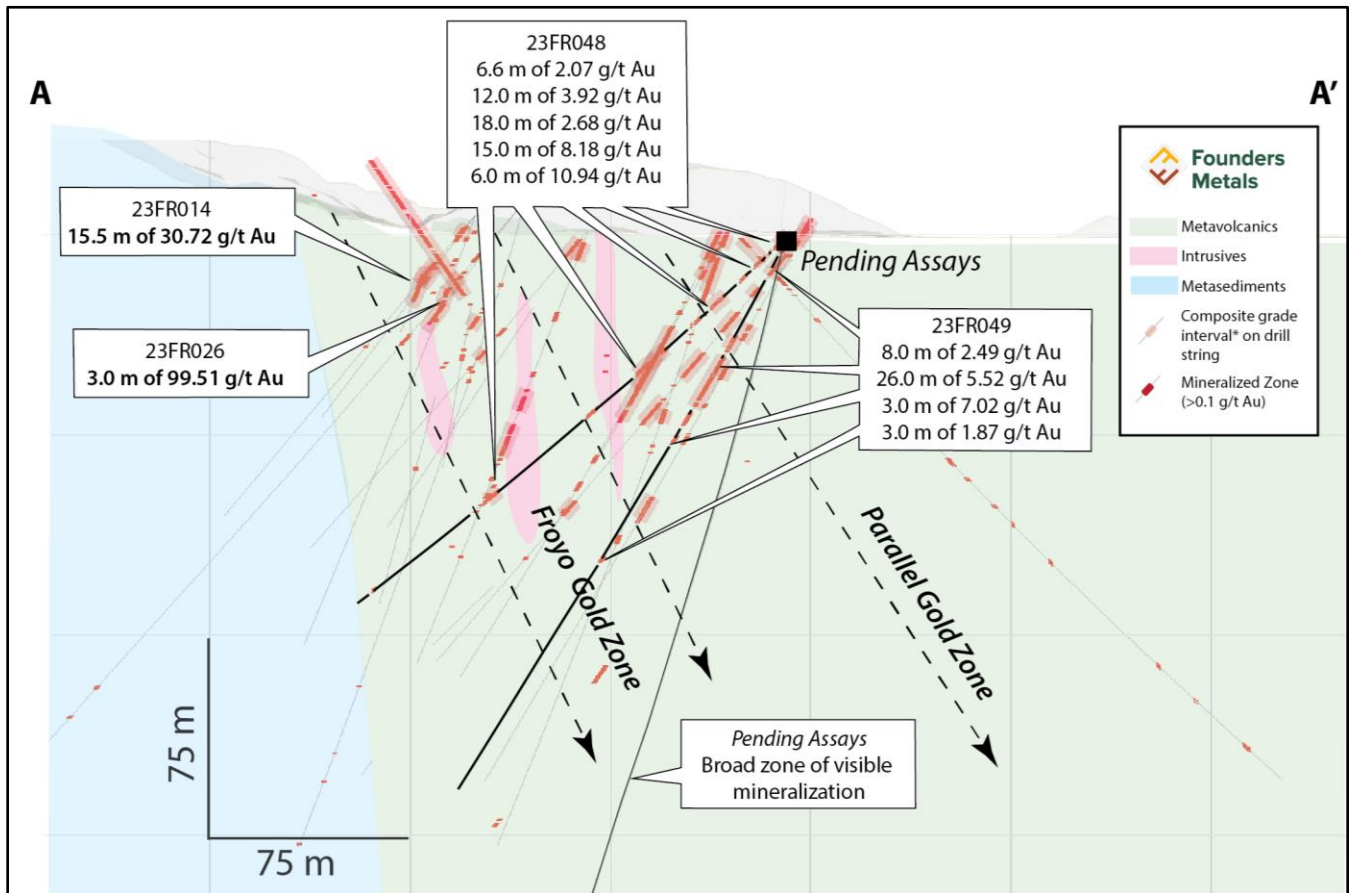 A
A'
23FR048
6.6 m of 2.07 g/t Au
12.0 m of 3.92 g/t Au
18.0 m of 2.68 g/t Au
15.0 m of 8.18 g/t Au
6.0 m of 10.94 g/t Au
23FR014
15.5 m of 30.72 g/t Au
23FR026
3.0 m of 99.51 g/t Au
Pending Assays
23FR049
8.0 m of 2.49 g/t Au
26.0 m of 5.52 g/t Au
3.0 m of 7.02 g/t Au
3.0 m of 1.87 g/t Au
Founders
Metals
Metavolcanics
Intrusives
Metasediments
Composite grade
interval* on drill
string
Mineralized Zone
(>0.1 g/t Au)
Froyo Gold Zone
Parallel Gold Zone
Pending Assays
Broad zone of visible
mineralization
75 m
75 m